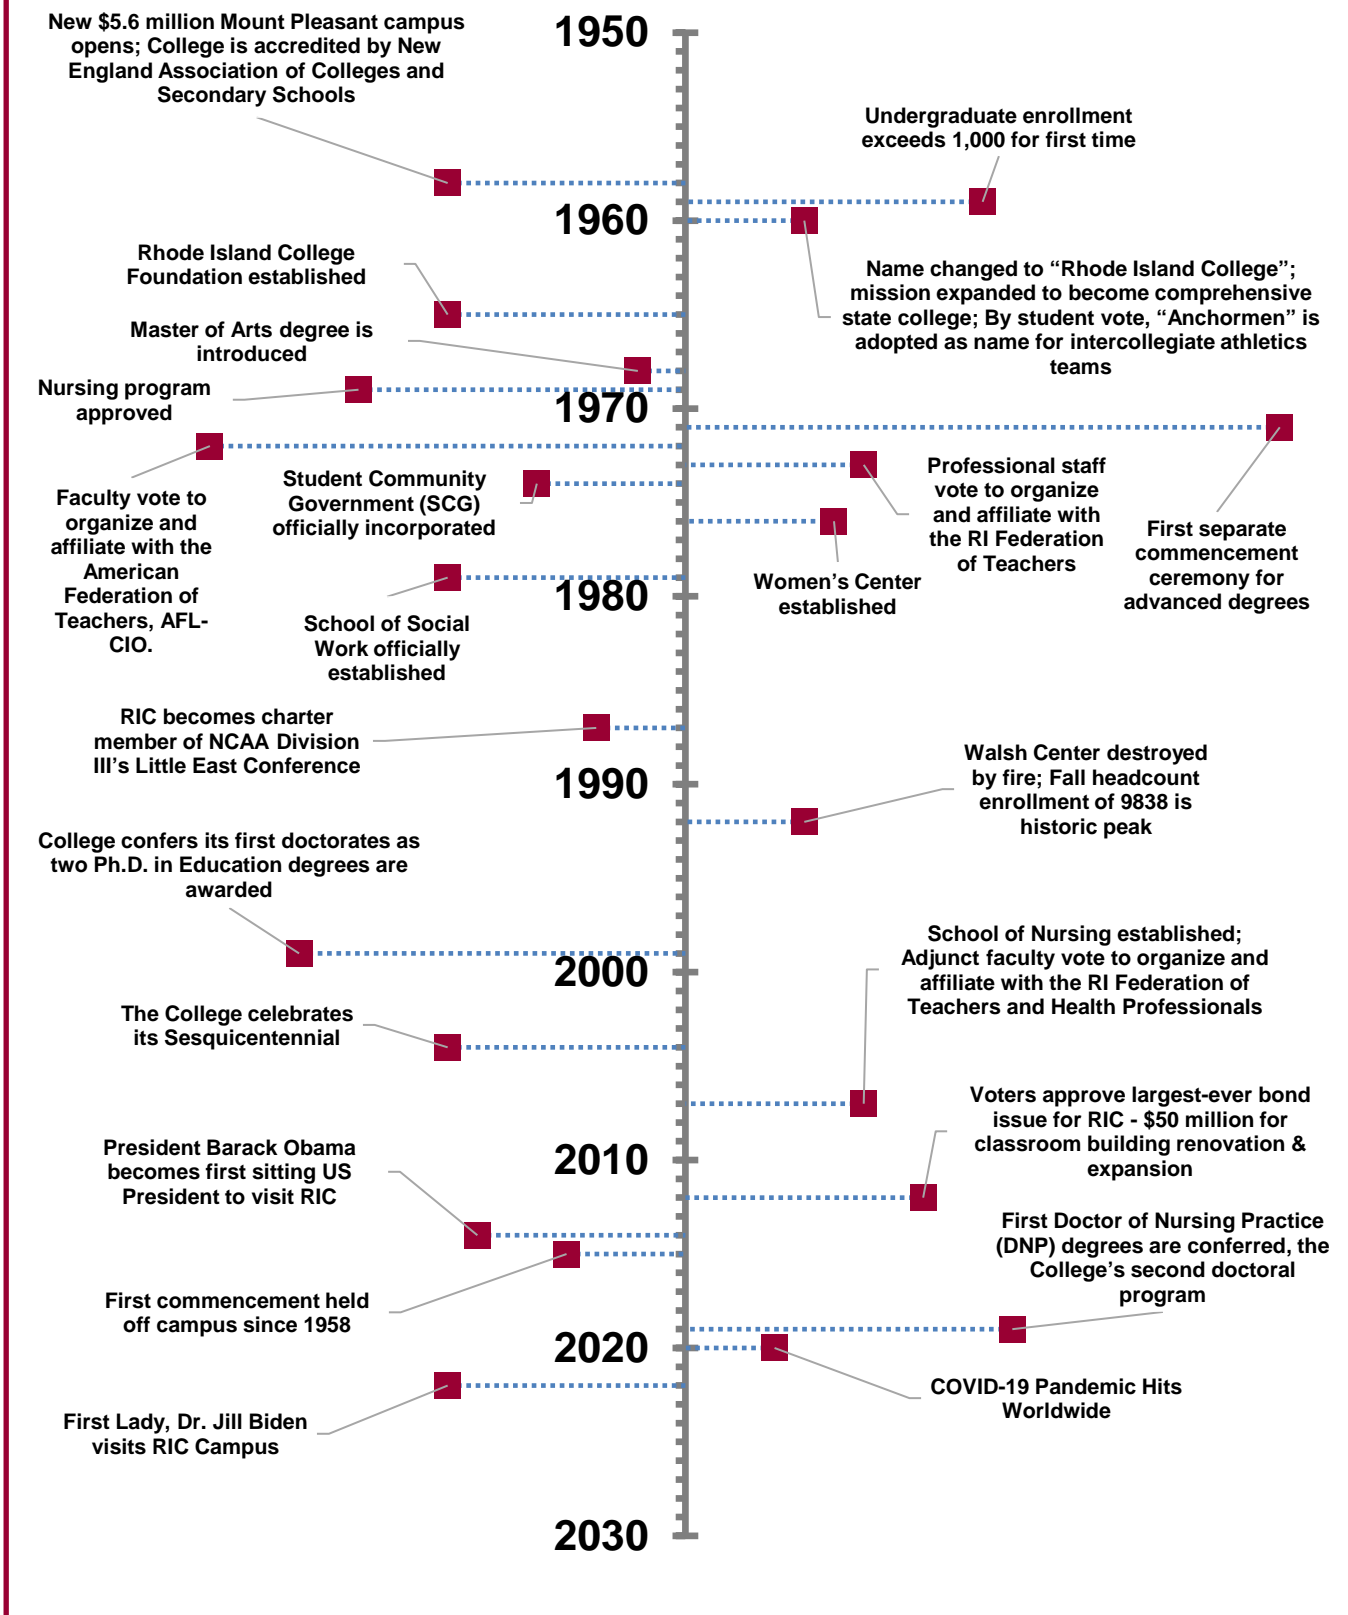 New $5.6 million Mount Pleasant campus
opens; College is accredited by New
England Association of Colleges and
Secondary Schools
1950
Undergraduate enrollment
exceeds 1,000 for first time
1960
Rhode Island College
Foundation established
Name changed to “Rhode Island College”;
mission expanded to become comprehensive
state college; By student vote, “Anchormen” is
adopted as name for intercollegiate athletics
teams
Master of Arts degree is
introduced
Nursing program
approved
1970
Faculty vote to
organize and
affiliate with the
American
Federation of
Teachers, AFL-
CIO.
Student Community
Government (SCG)
officially incorporated
Professional staff
vote to organize
and affiliate with
the RI Federation
of Teachers
First separate
commencement
ceremony for
advanced degrees
Women’s Center
established
1980
School of Social
Work officially
established
RIC becomes charter
member of NCAA Division
III’s Little East Conference
Walsh Center destroyed
by fire; Fall headcount
enrollment of 9838 is
historic peak
1990
College confers its first doctorates as
two Ph.D. in Education degrees are
awarded
School of Nursing established;
Adjunct faculty vote to organize and
affiliate with the RI Federation of
Teachers and Health Professionals
2000
The College celebrates
its Sesquicentennial
Voters approve largest-ever bond
issue for RIC - $50 million for
classroom building renovation &
expansion
President Barack Obama
becomes first sitting US
President to visit RIC
2010
First Doctor of Nursing Practice
(DNP) degrees are conferred, the
College’s second doctoral
program
First commencement held
off campus since 1958
2020
COVID-19 Pandemic Hits
Worldwide
First Lady, Dr. Jill Biden
visits RIC Campus
2030